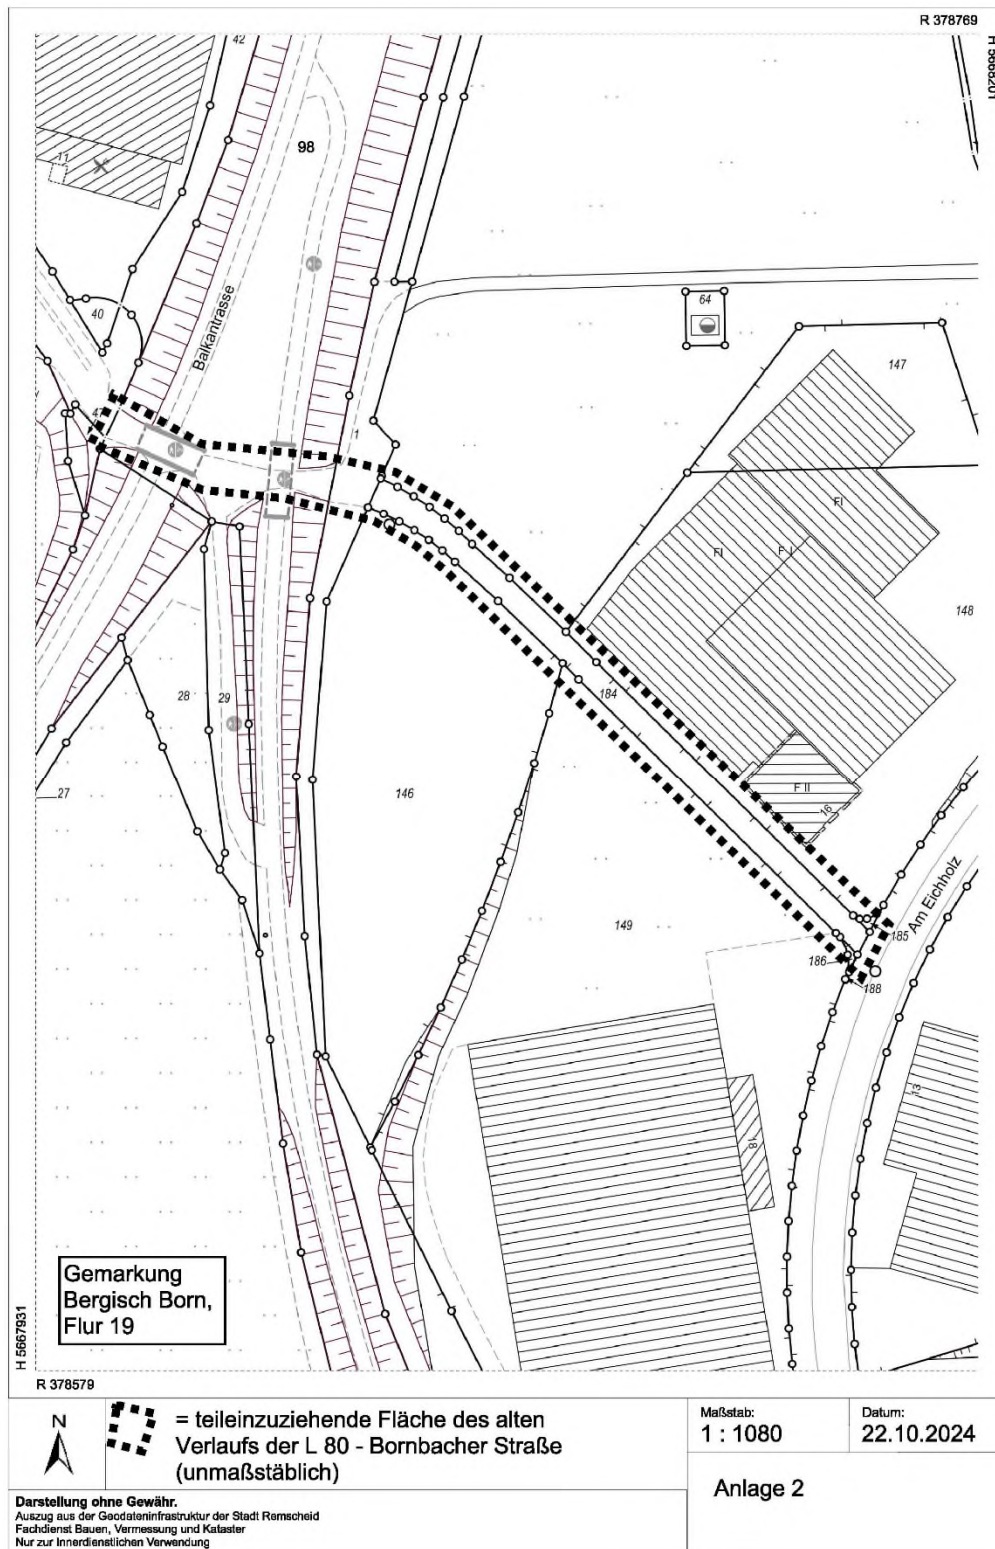 R 378769
H 5668201
42
98
11
64
40
Balkantrasse
147
47
1
FI
FI
F I
148
184
28
29
27
146
F II
16
149
Am Eichholz
185
186
188
13
18
Gemarkung
Bergisch Born,
Flur 19
H 5667931
R 378579
N
= teileinzuziehende Fläche des alten
Verlaufs der L 80 - Bornbacher Straße
(unmaßstäblich)
Maßstab:
1 : 1080
Datum:
22.10.2024
Anlage 2
Darstellung ohne Gewähr.
Auszug aus der Geodateninfrastruktur der Stadt Remscheid
Fachdienst Bauen, Vermessung und Kataster
Nur zur Innerdienstlichen Verwendung